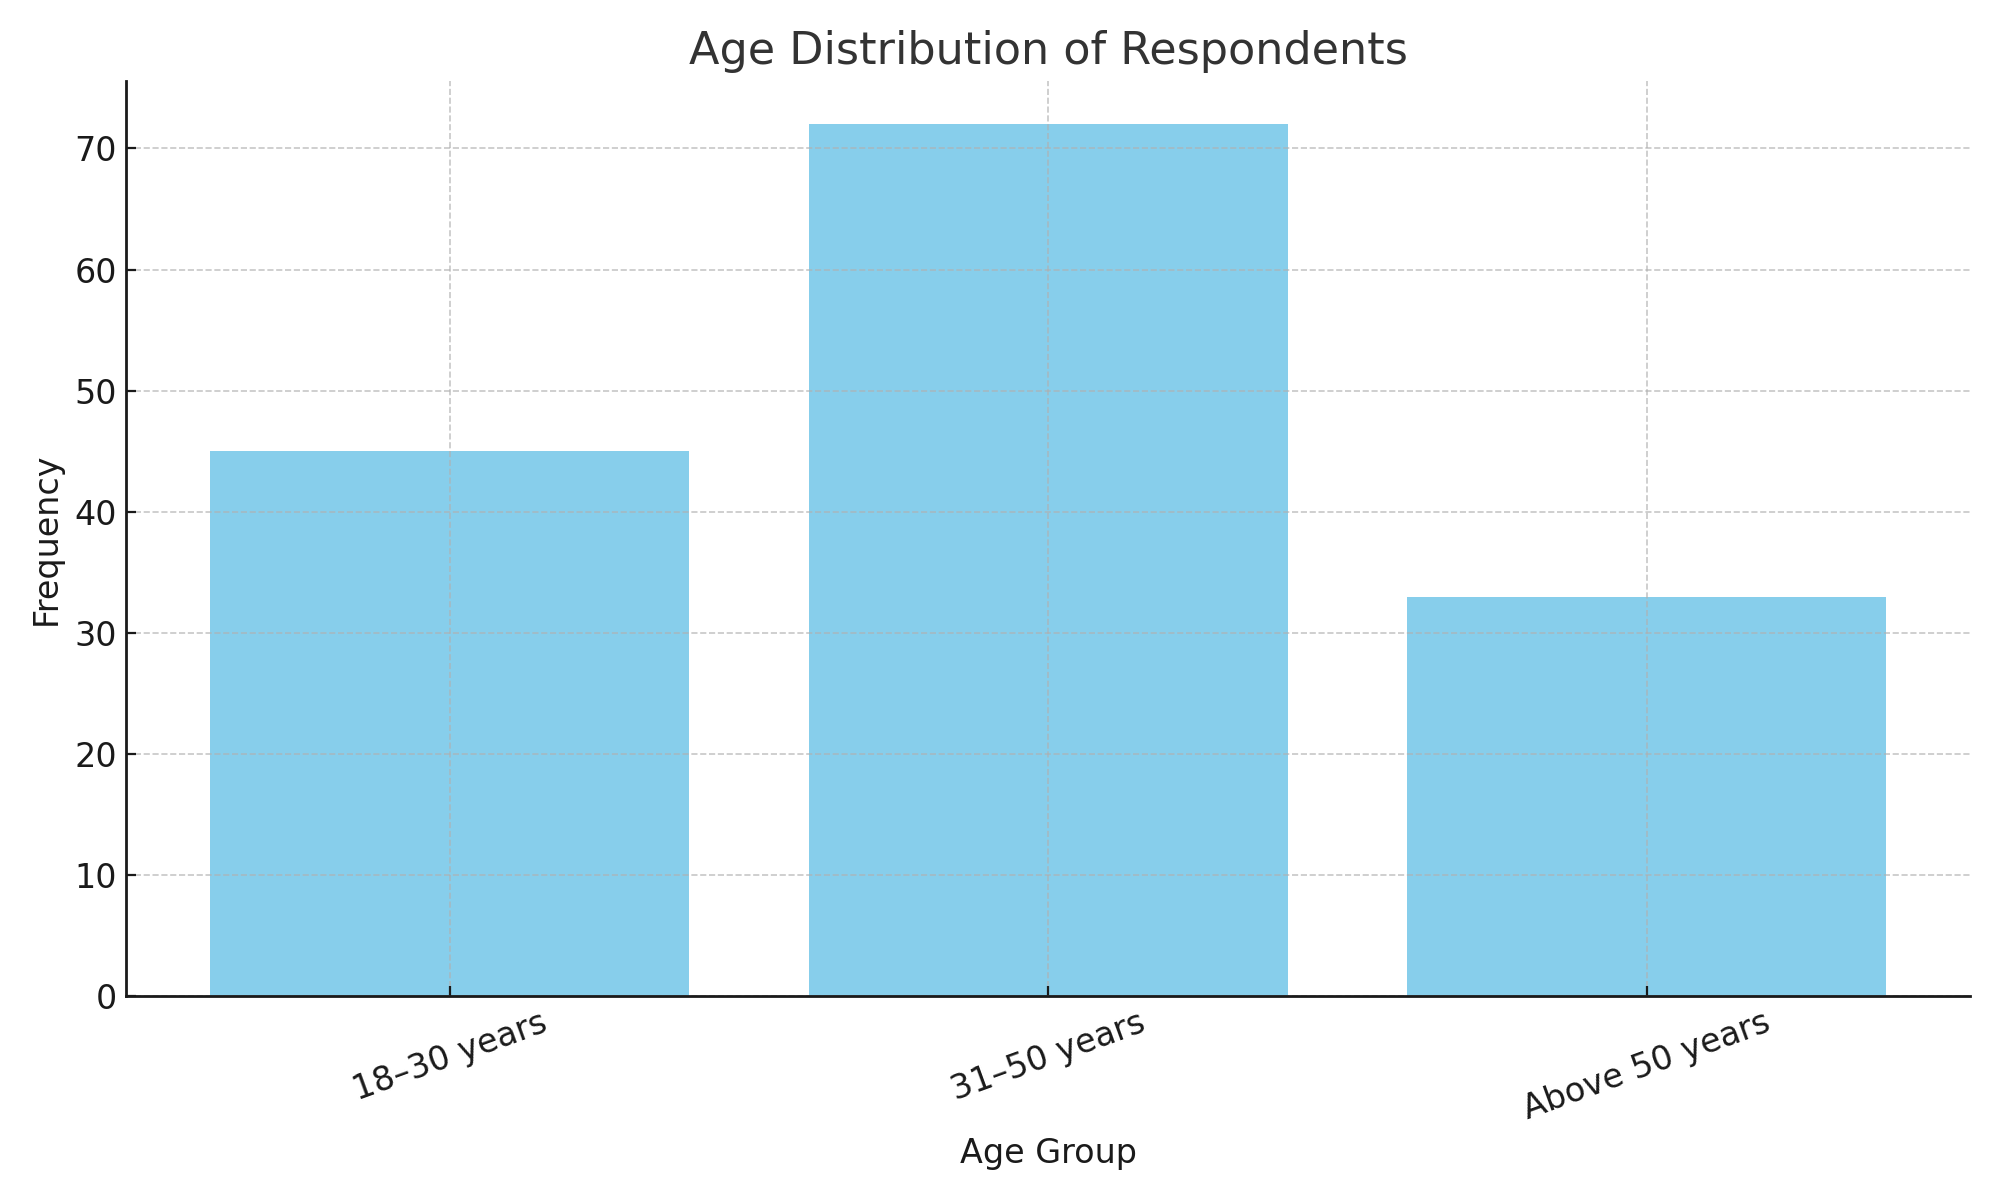 Age Distribution of Respondents
70
60
50
40
30
20
10
0
Frequency
18–30 years
31–50 years
Above 50 years
Age Group